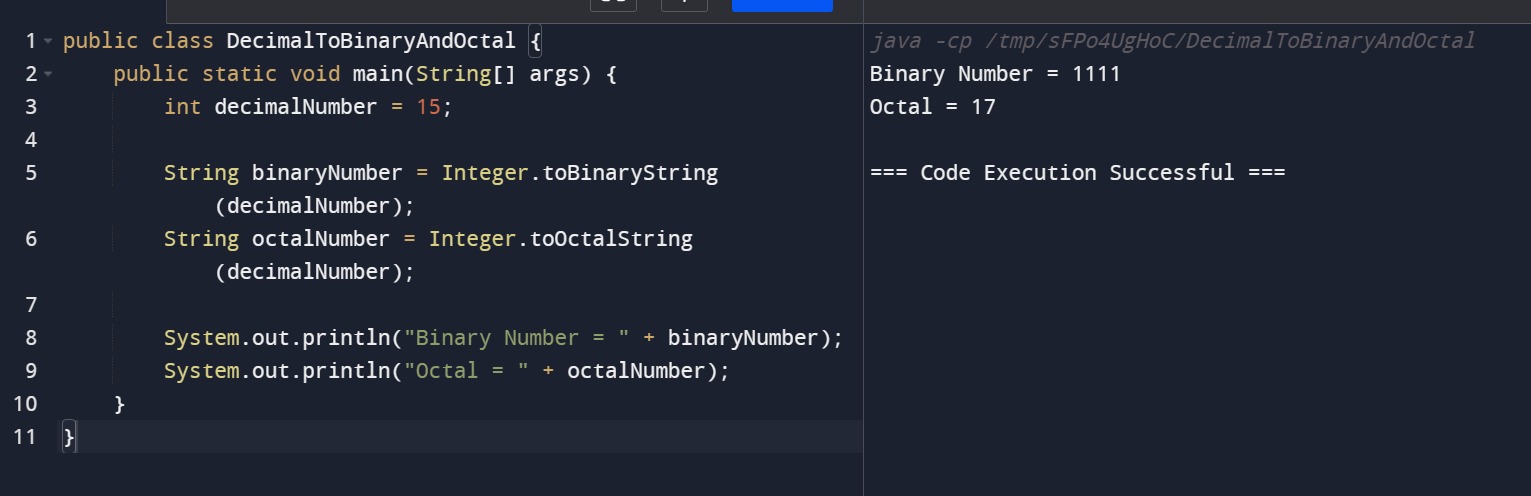 1 public class DecimalToBinaryAndOctal {
2     public static void main(String[] args) {
3         int decimalNumber = 15;
4
5         String binaryNumber = Integer.toBinaryString
            (decimalNumber);
6         String octalNumber = Integer.toOctalString
            (decimalNumber);
7
8         System.out.println("Binary Number = " + binaryNumber);
9         System.out.println("Octal = " + octalNumber);
10     }
11 }
java -cp /tmp/sFPo4UgHoC/DecimalToBinaryAndOctal
Binary Number = 1111
Octal = 17

=== Code Execution Successful ===